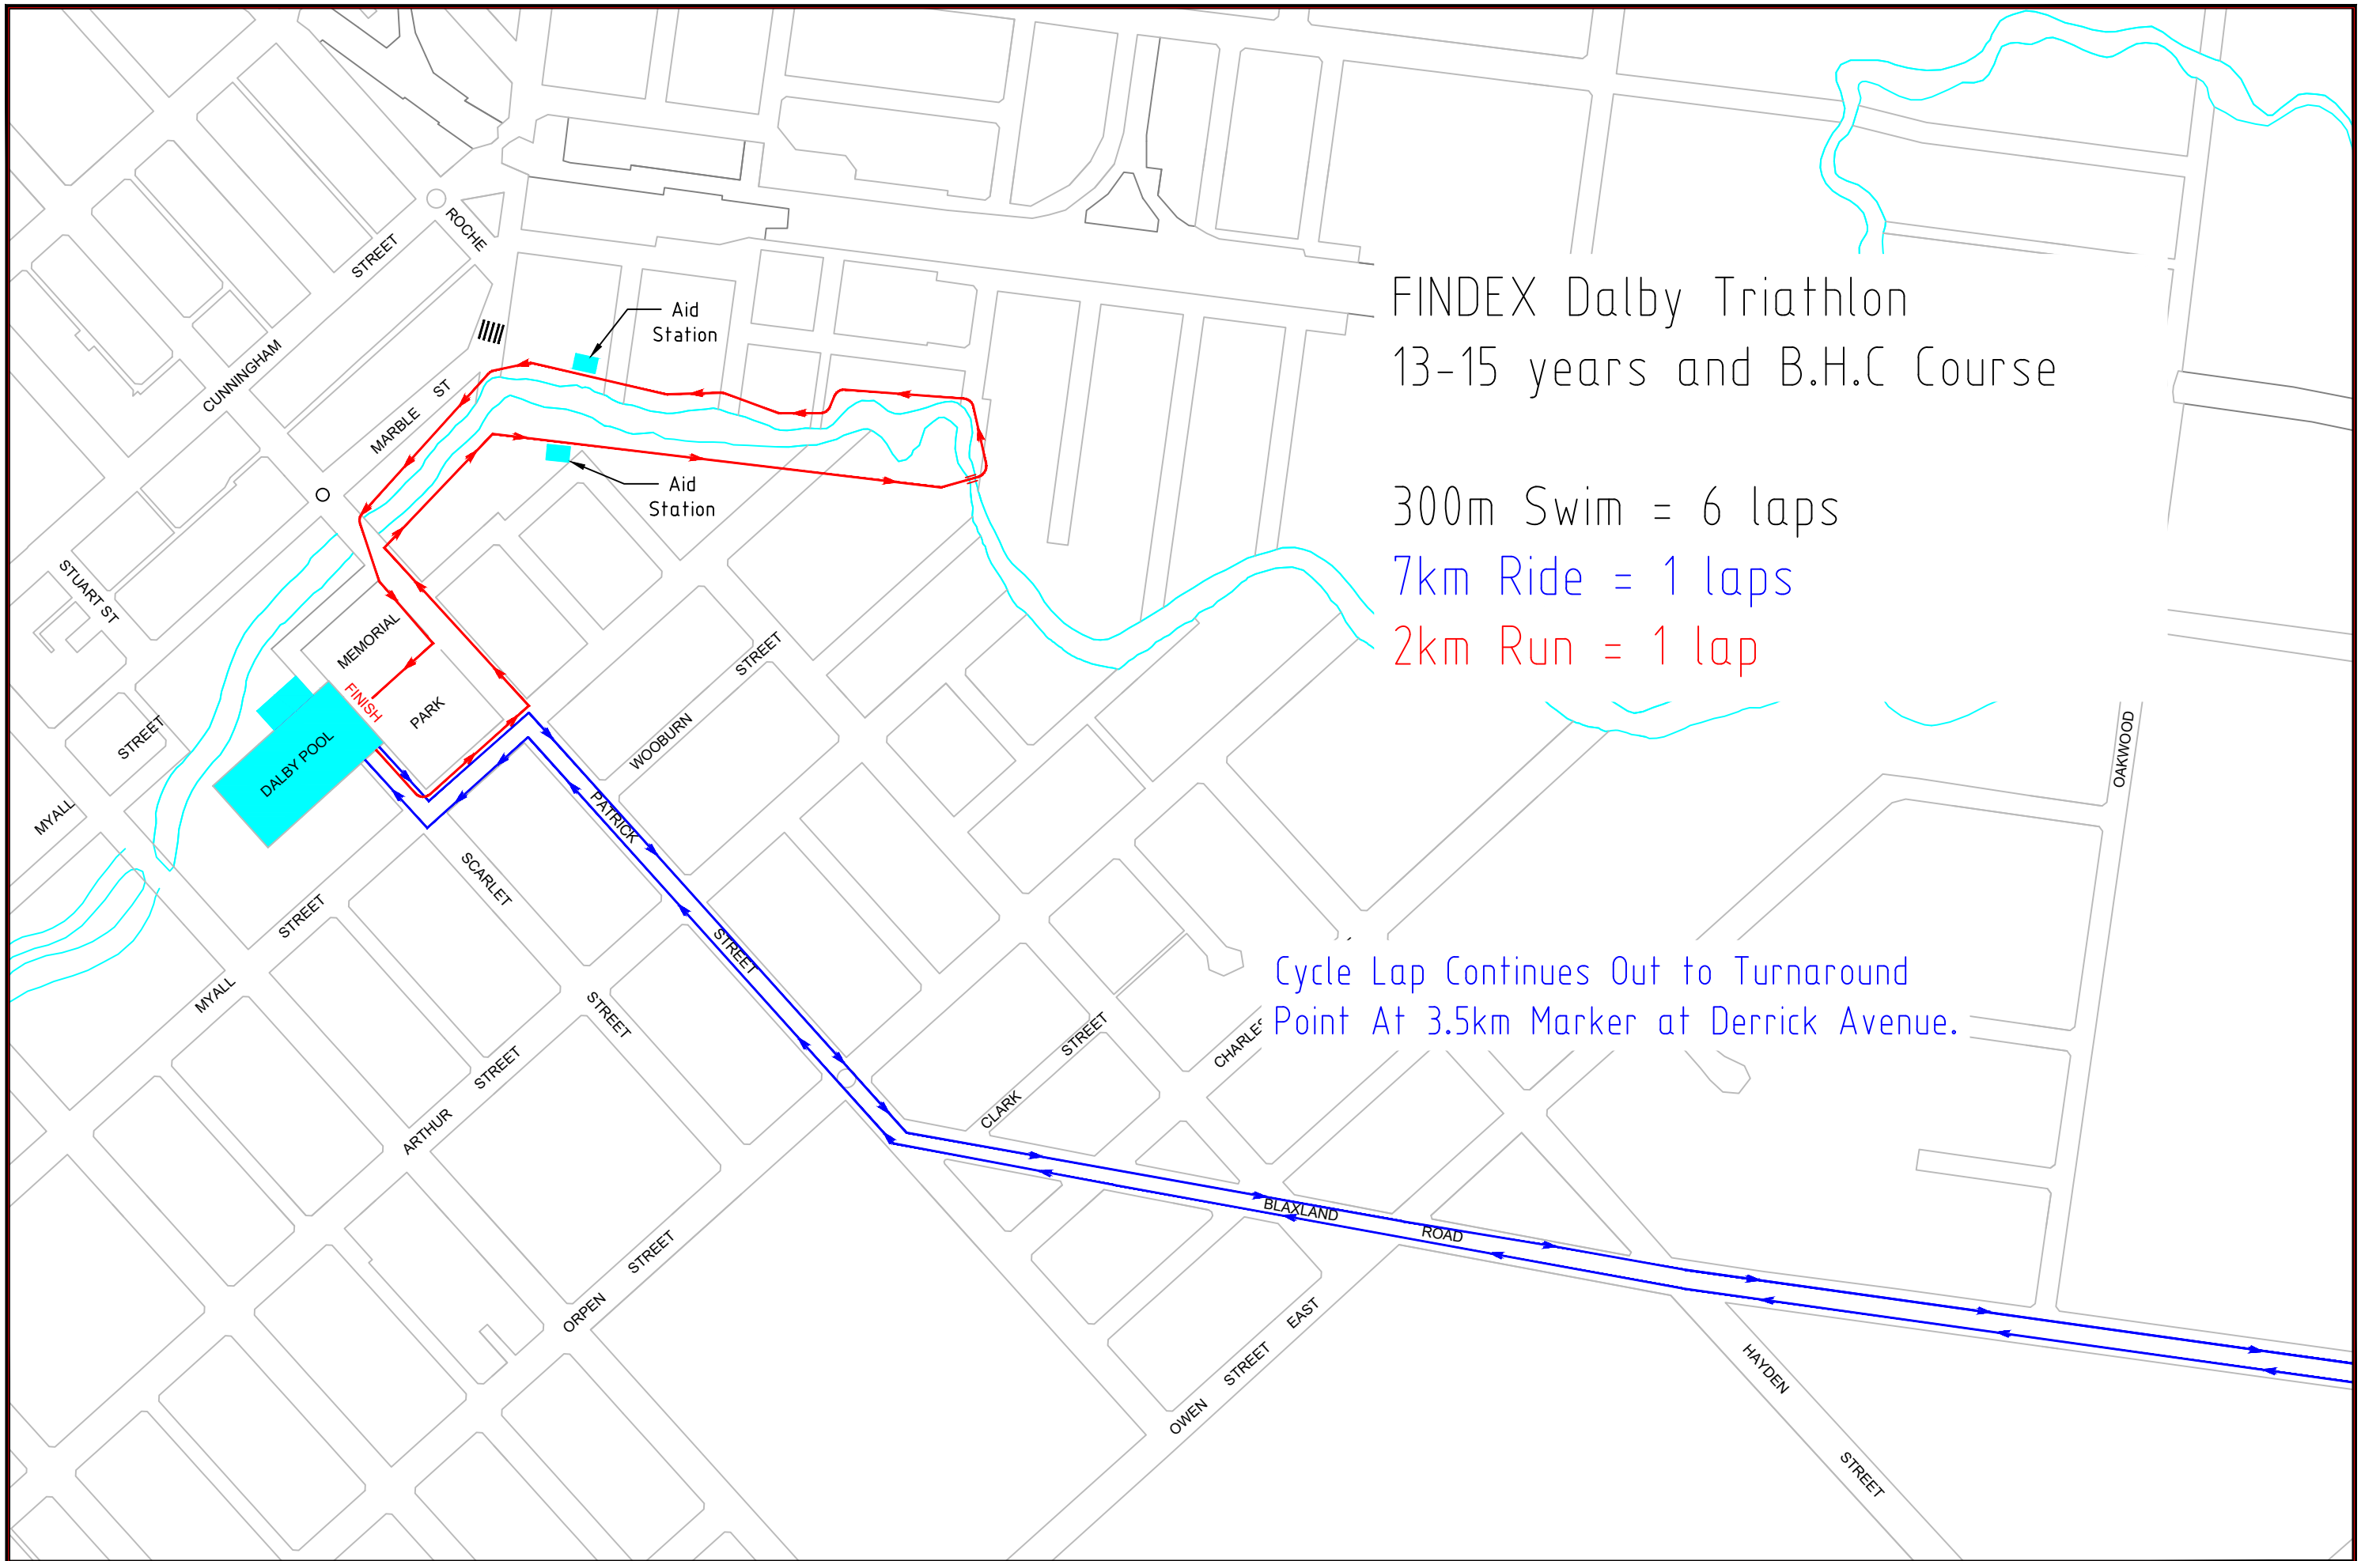 FINDEX Dalby Triathlon
13-15 years and B.H.C Course
300m Swim = 6 laps
7km Ride = 1 laps
2km Run = 1 lap
Cycle Lap Continues Out to Turnaround
Point At 3.5km Marker at Derrick Avenue.
Aid
Station
Aid
Station
ROCHE
STREET
CUNNINGHAM
MARBLE ST
STUART ST
MEMORIAL
PARK
FINISH
DALBY POOL
STREET
MYALL
STREET
WOOBURN
PATRICK
STREET
SCARLET
STREET
STREET
MYALL
STREET
ARTHUR
STREET
ORPEN
STREET
CLARK
CHARLES
OAKWOOD
BLAXLAND
ROAD
EAST
STREET
OWEN
HAYDEN
STREET